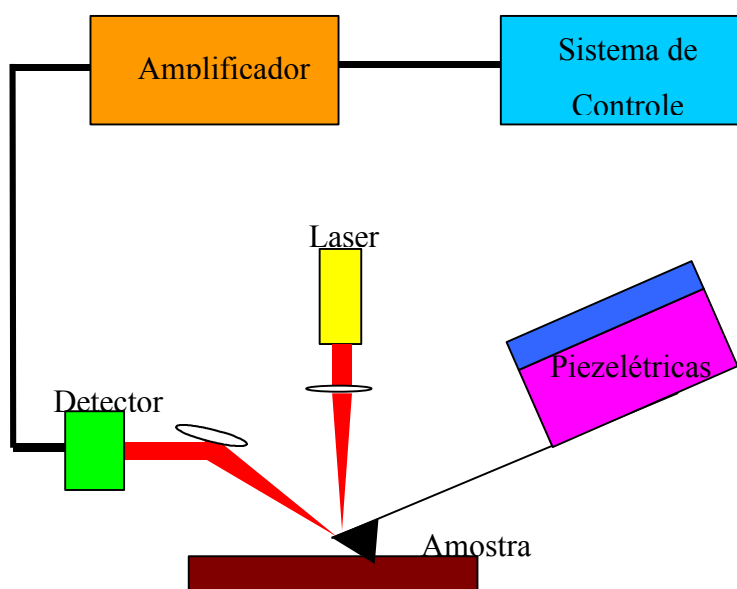 Amplificador
Sistema de
Controle
Laser
Piezelétricas
Detector
Amostra